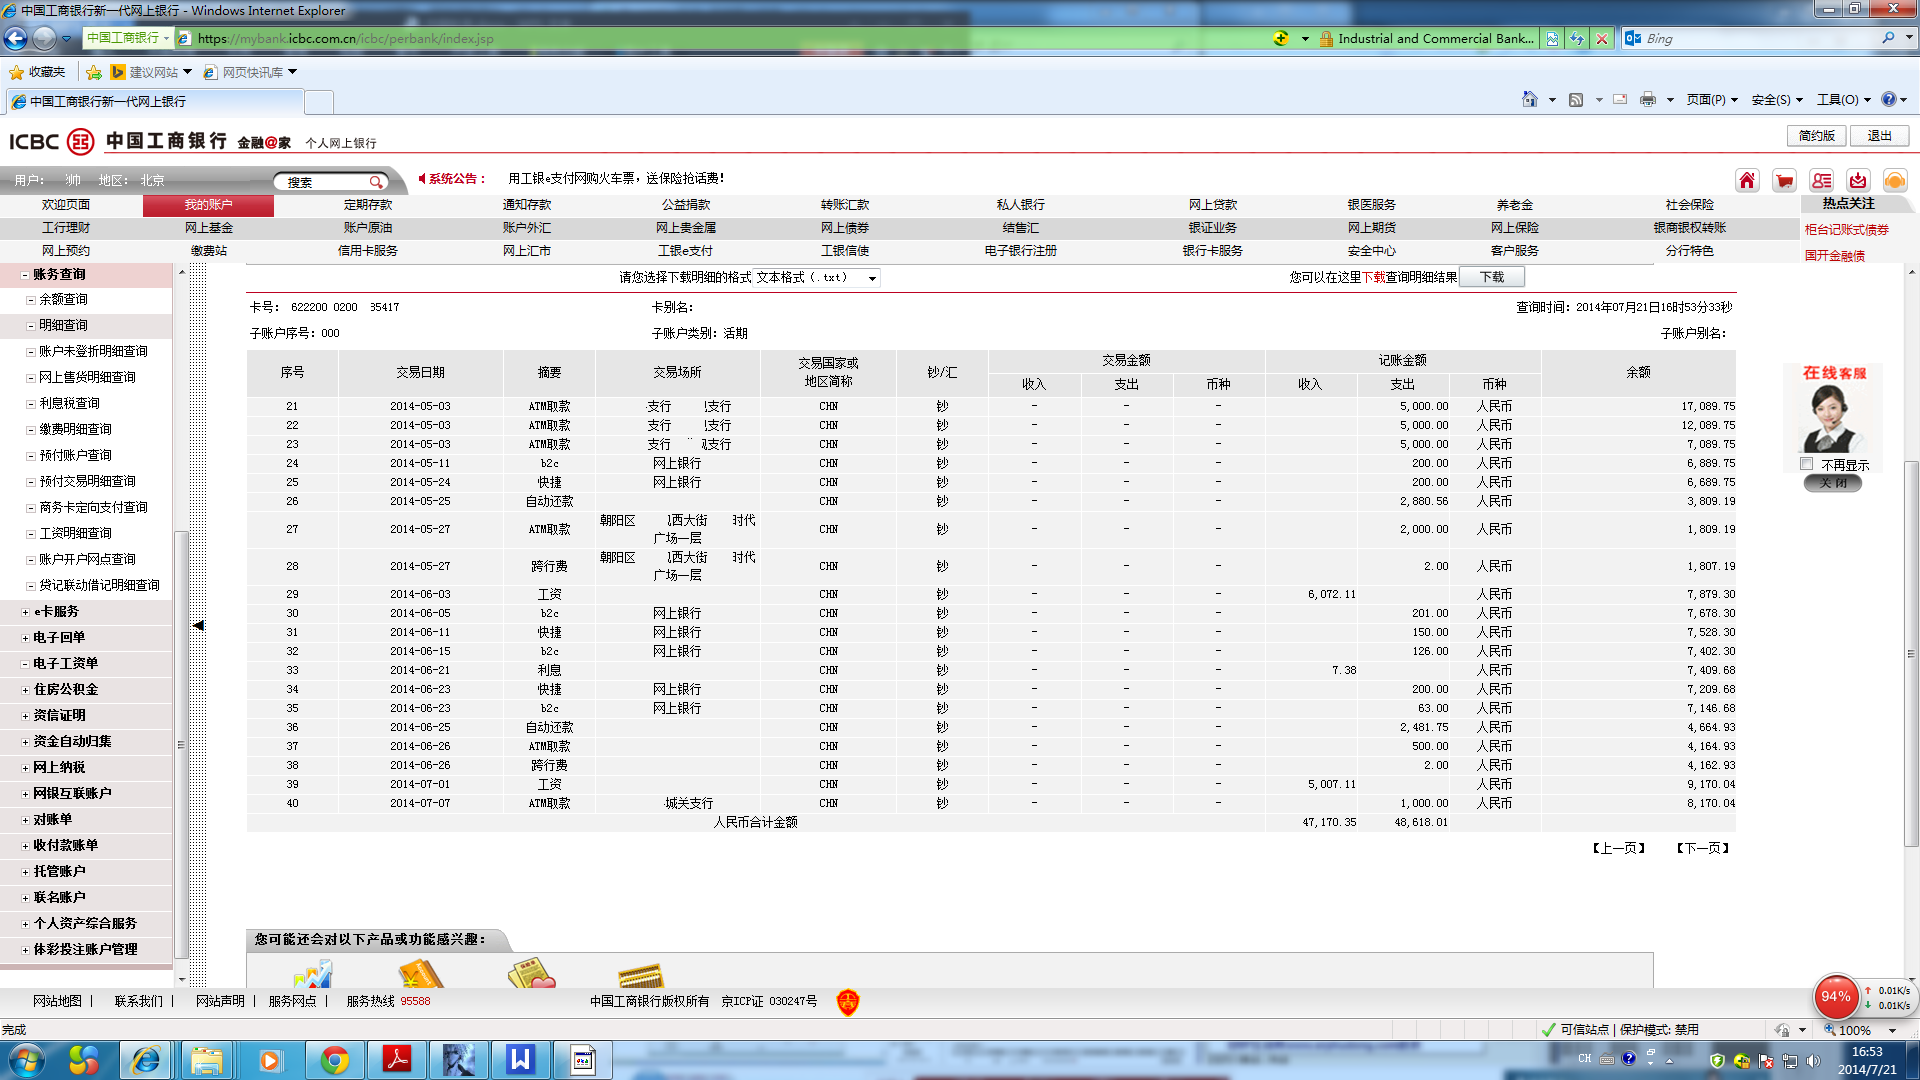 中国工商银行新一代网上银行 - Windows Internet Explorer
中国工商银行 https://mybank.icbc.com.cn/icbc/perbank/index.jsp Industrial and Commercial Bank... Bing
收藏夹 建议网站 网页快讯库
中国工商银行新一代网上银行 页面(P) 安全(S) 工具(O)
ICBC 中国工商银行 金融@家 个人网上银行 简约版 退出
用户： 帅 地区： 北京 搜索 系统公告： 用工银e支付网购火车票，送保险抢话费！
欢迎页面 我的账户 定期存款 通知存款 公益捐款 转账汇款 私人银行 网上贷款 银医服务 养老金 社会保险 热点关注
工行理财 网上基金 账户原油 账户外汇 网上贵金属 网上债券 结售汇 银证业务 网上期货 网上保险 银商银权转账 柜台记账式债券
网上预约 缴费站 信用卡服务 网上汇市 工银e支付 工银信使 电子银行注册 银行卡服务 安全中心 客户服务 分行特色 国开金融债
账务查询
余额查询
明细查询
账户未登折明细查询
网上售货明细查询
利息税查询
缴费明细查询
预付账户查询
预付交易明细查询
商务卡定向支付查询
工资明细查询
账户开户网点查询
贷记联动借记明细查询
e卡服务
电子回单
电子工资单
住房公积金
资信证明
资金自动归集
网上纳税
网银互联账户
对账单
收付款账单
托管账户
联名账户
个人资产综合服务
体彩投注账户管理
请您选择下载明细的格式 文本格式（.txt） 您可以在这里下载查询明细结果 下载
卡号： 622200 0200 35417 卡别名： 查询时间：2014年07月21日16时53分33秒
子账户序号：000 子账户类别：活期 子账户别名：
序号 交易日期 摘要 交易场所 交易国家或地区简称 钞/汇 交易金额 记账金额 余额
收入 支出 币种 收入 支出 币种
21 2014-05-03 ATM取款 支行 支行 CHN 钞 - - - 5,000.00 人民币 17,089.75
22 2014-05-03 ATM取款 支行 支行 CHN 钞 - - - 5,000.00 人民币 12,089.75
23 2014-05-03 ATM取款 支行 支行 CHN 钞 - - - 5,000.00 人民币 7,089.75
24 2014-05-11 b2c 网上银行 CHN 钞 - - - 200.00 人民币 6,889.75
25 2014-05-24 快捷 网上银行 CHN 钞 - - - 200.00 人民币 6,689.75
26 2014-05-25 自动还款 CHN 钞 - - - 2,880.56 人民币 3,809.19
27 2014-05-27 ATM取款 朝阳区 西大街 时代广场一层 CHN 钞 - - - 2,000.00 人民币 1,809.19
28 2014-05-27 跨行费 朝阳区 西大街 时代广场一层 CHN 钞 - - - 2.00 人民币 1,807.19
29 2014-06-03 工资 CHN 钞 - - - 6,072.11 人民币 7,879.30
30 2014-06-05 b2c 网上银行 CHN 钞 - - - 201.00 人民币 7,678.30
31 2014-06-11 快捷 网上银行 CHN 钞 - - - 150.00 人民币 7,528.30
32 2014-06-15 b2c 网上银行 CHN 钞 - - - 126.00 人民币 7,402.30
33 2014-06-21 利息 CHN 钞 - - - 7.38 人民币 7,409.68
34 2014-06-23 快捷 网上银行 CHN 钞 - - - 200.00 人民币 7,209.68
35 2014-06-23 b2c 网上银行 CHN 钞 - - - 63.00 人民币 7,146.68
36 2014-06-25 自动还款 CHN 钞 - - - 2,481.75 人民币 4,664.93
37 2014-06-26 ATM取款 CHN 钞 - - - 500.00 人民币 4,164.93
38 2014-06-26 跨行费 CHN 钞 - - - 2.00 人民币 4,162.93
39 2014-07-01 工资 CHN 钞 - - - 5,007.11 人民币 9,170.04
40 2014-07-07 ATM取款 城关支行 CHN 钞 - - - 1,000.00 人民币 8,170.04
人民币合计金额 47,170.35 48,618.01
【上一页】 【下一页】
在线客服
不再显示
关闭
您可能还会对以下产品或功能感兴趣：
网站地图 | 联系我们 | 网站声明 | 服务网点 | 服务热线 95588 中国工商银行版权所有 京ICP证 030247号
94% 0.01K/s
0.01K/s
完成 可信站点 | 保护模式: 禁用 100%
CH 16:53
2014/7/21